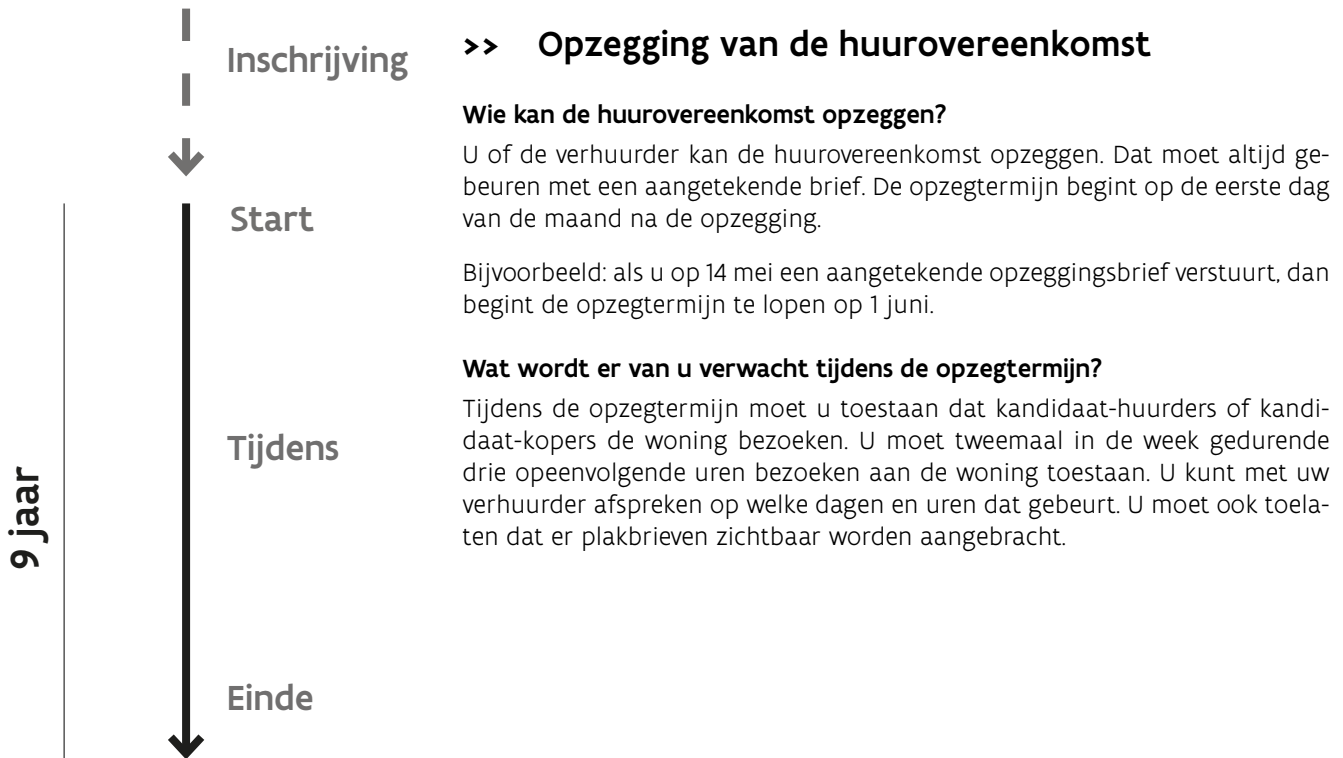 Inschrijving
Start
Tijdens
Einde
9 jaar
>> Opzegging van de huurovereenkomst
Wie kan de huurovereenkomst opzeggen?
U of de verhuurder kan de huurovereenkomst opzeggen. Dat moet altijd ge-
beuren met een aangetekende brief. De opzegtermijn begint op de eerste dag
van de maand na de opzegging.
Bijvoorbeeld: als u op 14 mei een aangetekende opzeggingsbrief verstuurt, dan
begint de opzegtermijn te lopen op 1 juni.
Wat wordt er van u verwacht tijdens de opzegtermijn?
Tijdens de opzegtermijn moet u toestaan dat kandidaat-huurders of kandi-
daat-kopers de woning bezoeken. U moet tweemaal in de week gedurende
drie opeenvolgende uren bezoeken aan de woning toestaan. U kunt met uw
verhuurder afspreken op welke dagen en uren dat gebeurt. U moet ook toela-
ten dat er plakbrieven zichtbaar worden aangebracht.